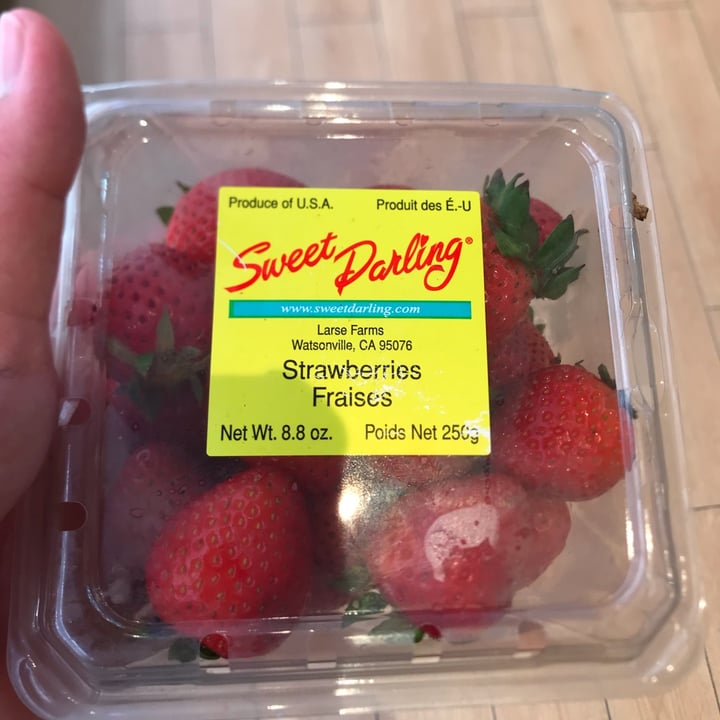 Produce of U.S.A. Produit des É.-U
Sweet Darling®
www.sweetdarling.com
Larse Farms
Watsonville, CA 95076
Strawberries
Fraises
Net Wt. 8.8 oz. Poids Net 250g